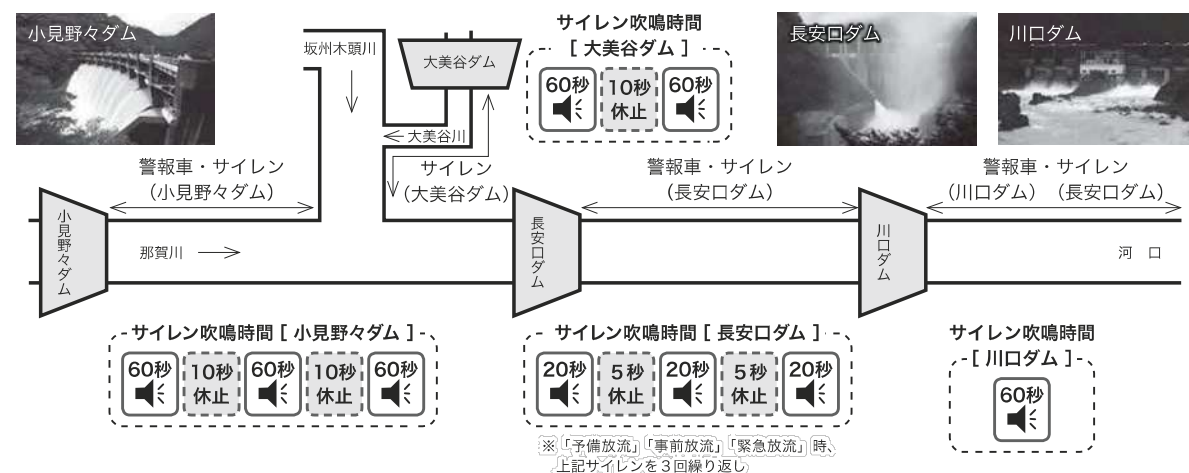 小見野々ダム
坂州木頭川
大美谷ダム
サイレン吹鳴時間
[ 大美谷ダム ]
60秒
10秒
休止
60秒
長安口ダム
川口ダム
大美谷川
警報車・サイレン
(小見野々ダム)
サイレン
(大美谷ダム)
警報車・サイレン
(長安口ダム)
警報車・サイレン
(川口ダム) (長安口ダム)
小見野々ダム
那賀川
長安口ダム
川口ダム
河 口
サイレン吹鳴時間 [ 小見野々ダム ]
60秒
10秒
休止
60秒
10秒
休止
60秒
サイレン吹鳴時間 [ 長安口ダム ]
20秒
5秒
休止
20秒
5秒
休止
20秒
※「予備放流」「事前放流」「緊急放流」時、
上記サイレンを3回繰り返し
サイレン吹鳴時間
[ 川口ダム ]
60秒